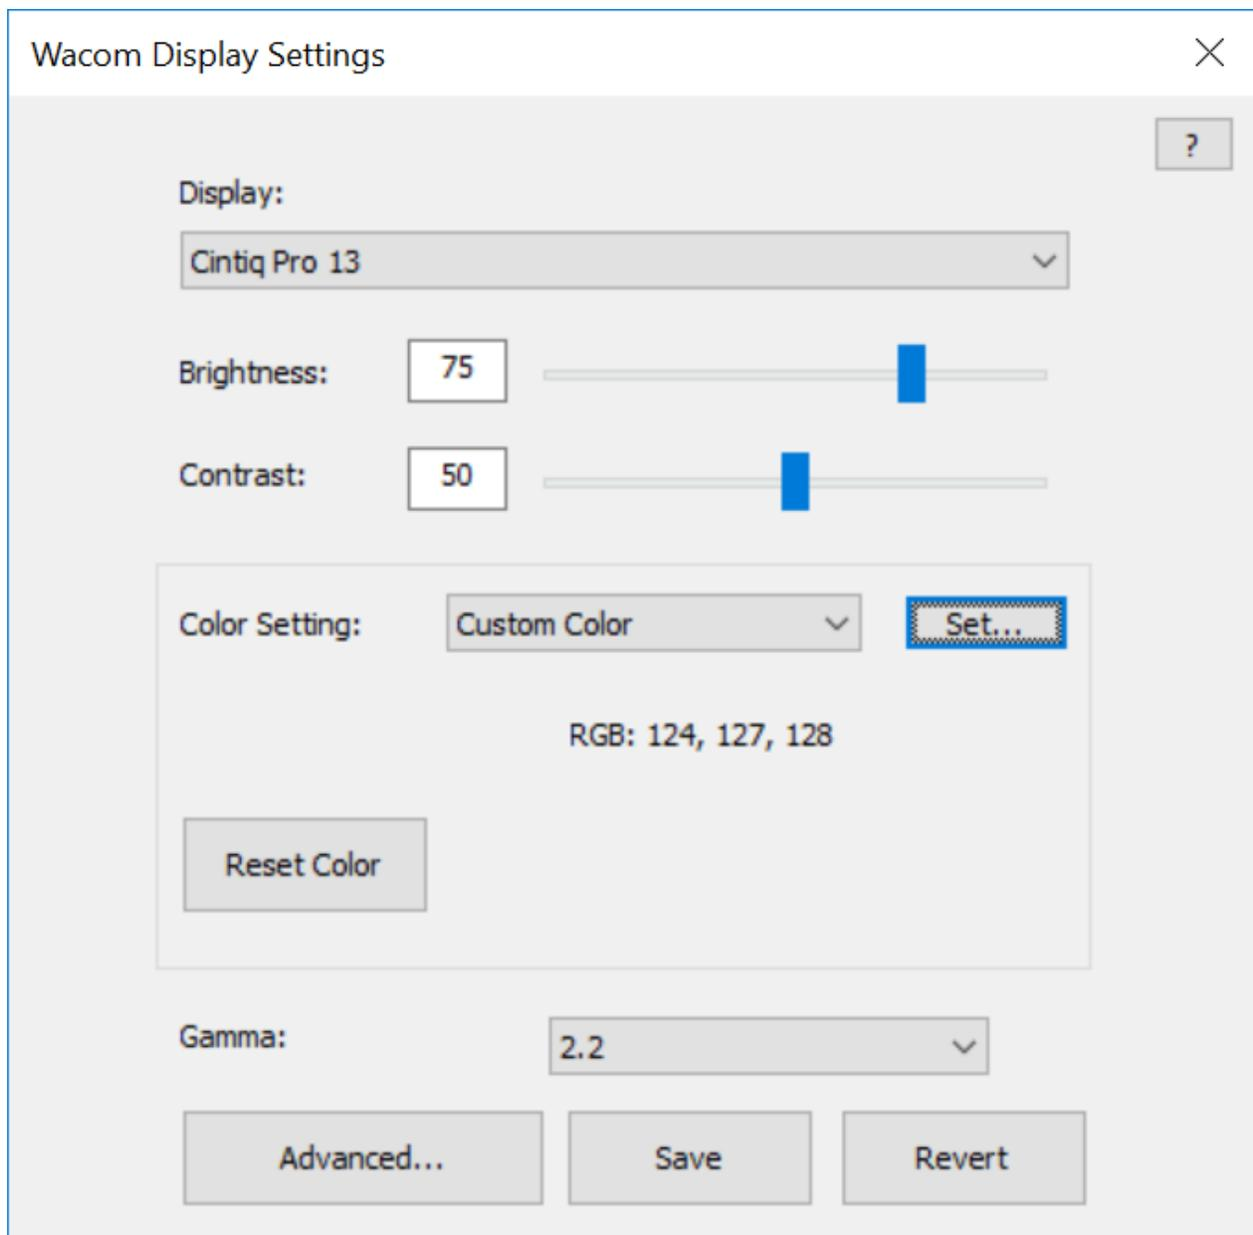 Wacom Display Settings
?
Display:
Cintiq Pro 13
Brightness: 75
Contrast: 50
Color Setting: Custom Color Set...
RGB: 124, 127, 128
Reset Color
Gamma: 2.2
Advanced... Save Revert